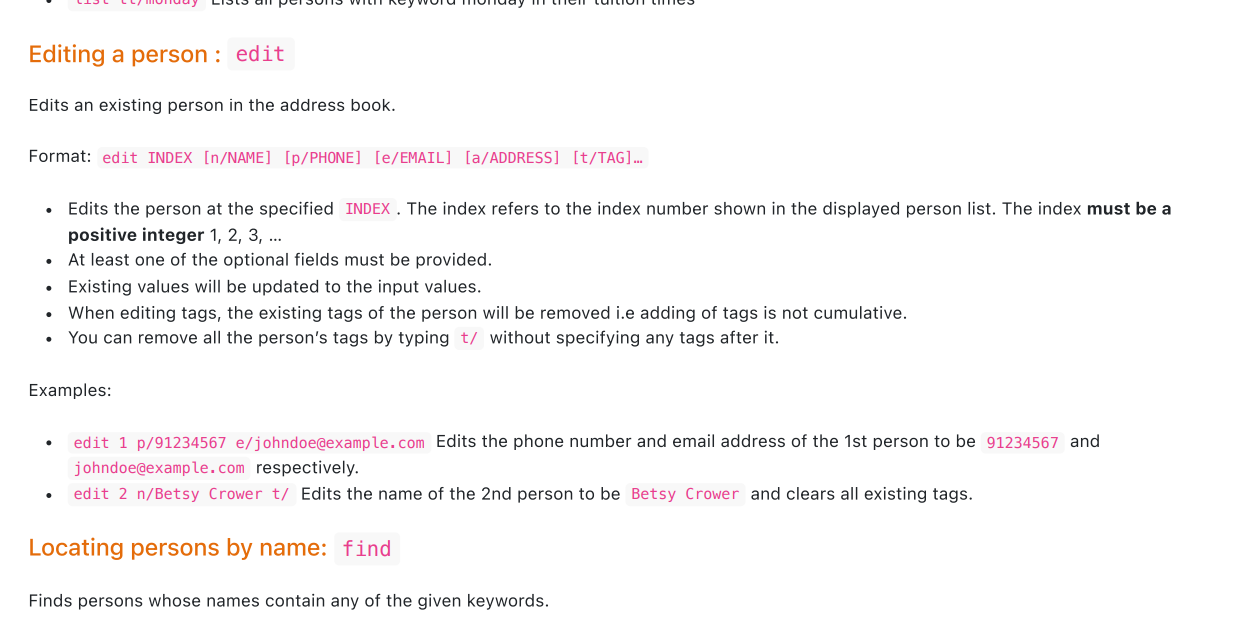 list tt/monday Lists all persons with keyword monday in their tuition times
Editing a person : edit
Edits an existing person in the address book.
Format: edit INDEX [n/NAME] [p/PHONE] [e/EMAIL] [a/ADDRESS] [t/TAG]…
• Edits the person at the specified INDEX . The index refers to the index number shown in the displayed person list. The index must be a
positive integer 1, 2, 3, …
• At least one of the optional fields must be provided.
• Existing values will be updated to the input values.
• When editing tags, the existing tags of the person will be removed i.e adding of tags is not cumulative.
• You can remove all the person’s tags by typing t/ without specifying any tags after it.
Examples:
• edit 1 p/91234567 e/johndoe@example.com Edits the phone number and email address of the 1st person to be 91234567 and
johndoe@example.com respectively.
• edit 2 n/Betsy Crower t/ Edits the name of the 2nd person to be Betsy Crower and clears all existing tags.
Locating persons by name: find
Finds persons whose names contain any of the given keywords.